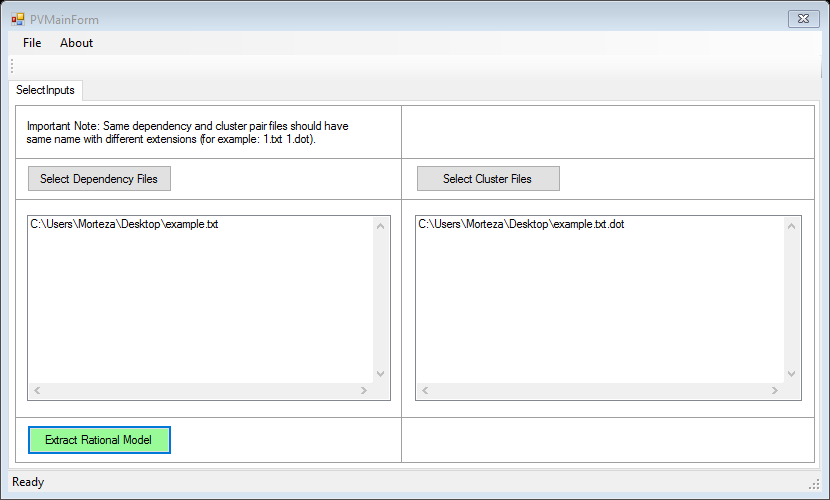 PVMainForm
File About
SelectInputs
Important Note: Same dependency and cluster pair files should have
same name with different extensions (for example: 1.txt 1.dot).
Select Dependency Files
Select Cluster Files
C:\Users\Morteza\Desktop\example.txt
C:\Users\Morteza\Desktop\example.txt.dot
Extract Rational Model
Ready